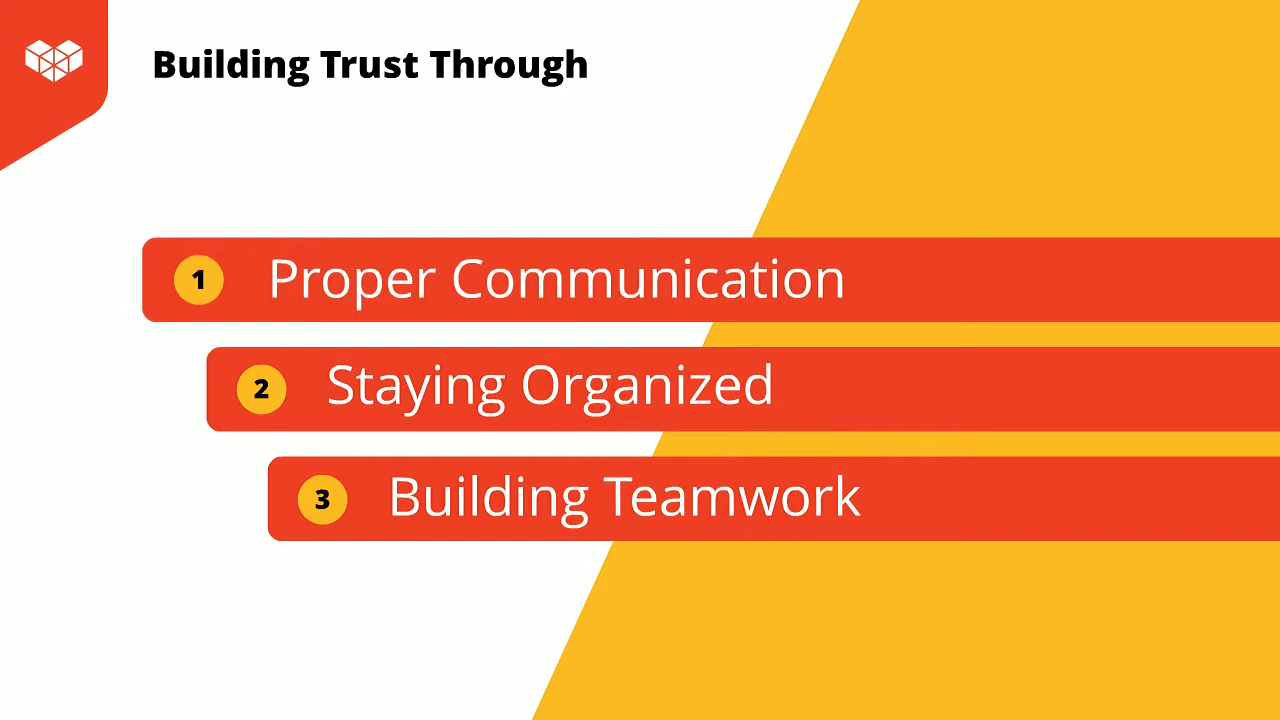 Building Trust Through
1 Proper Communication
2 Staying Organized
3 Building Teamwork